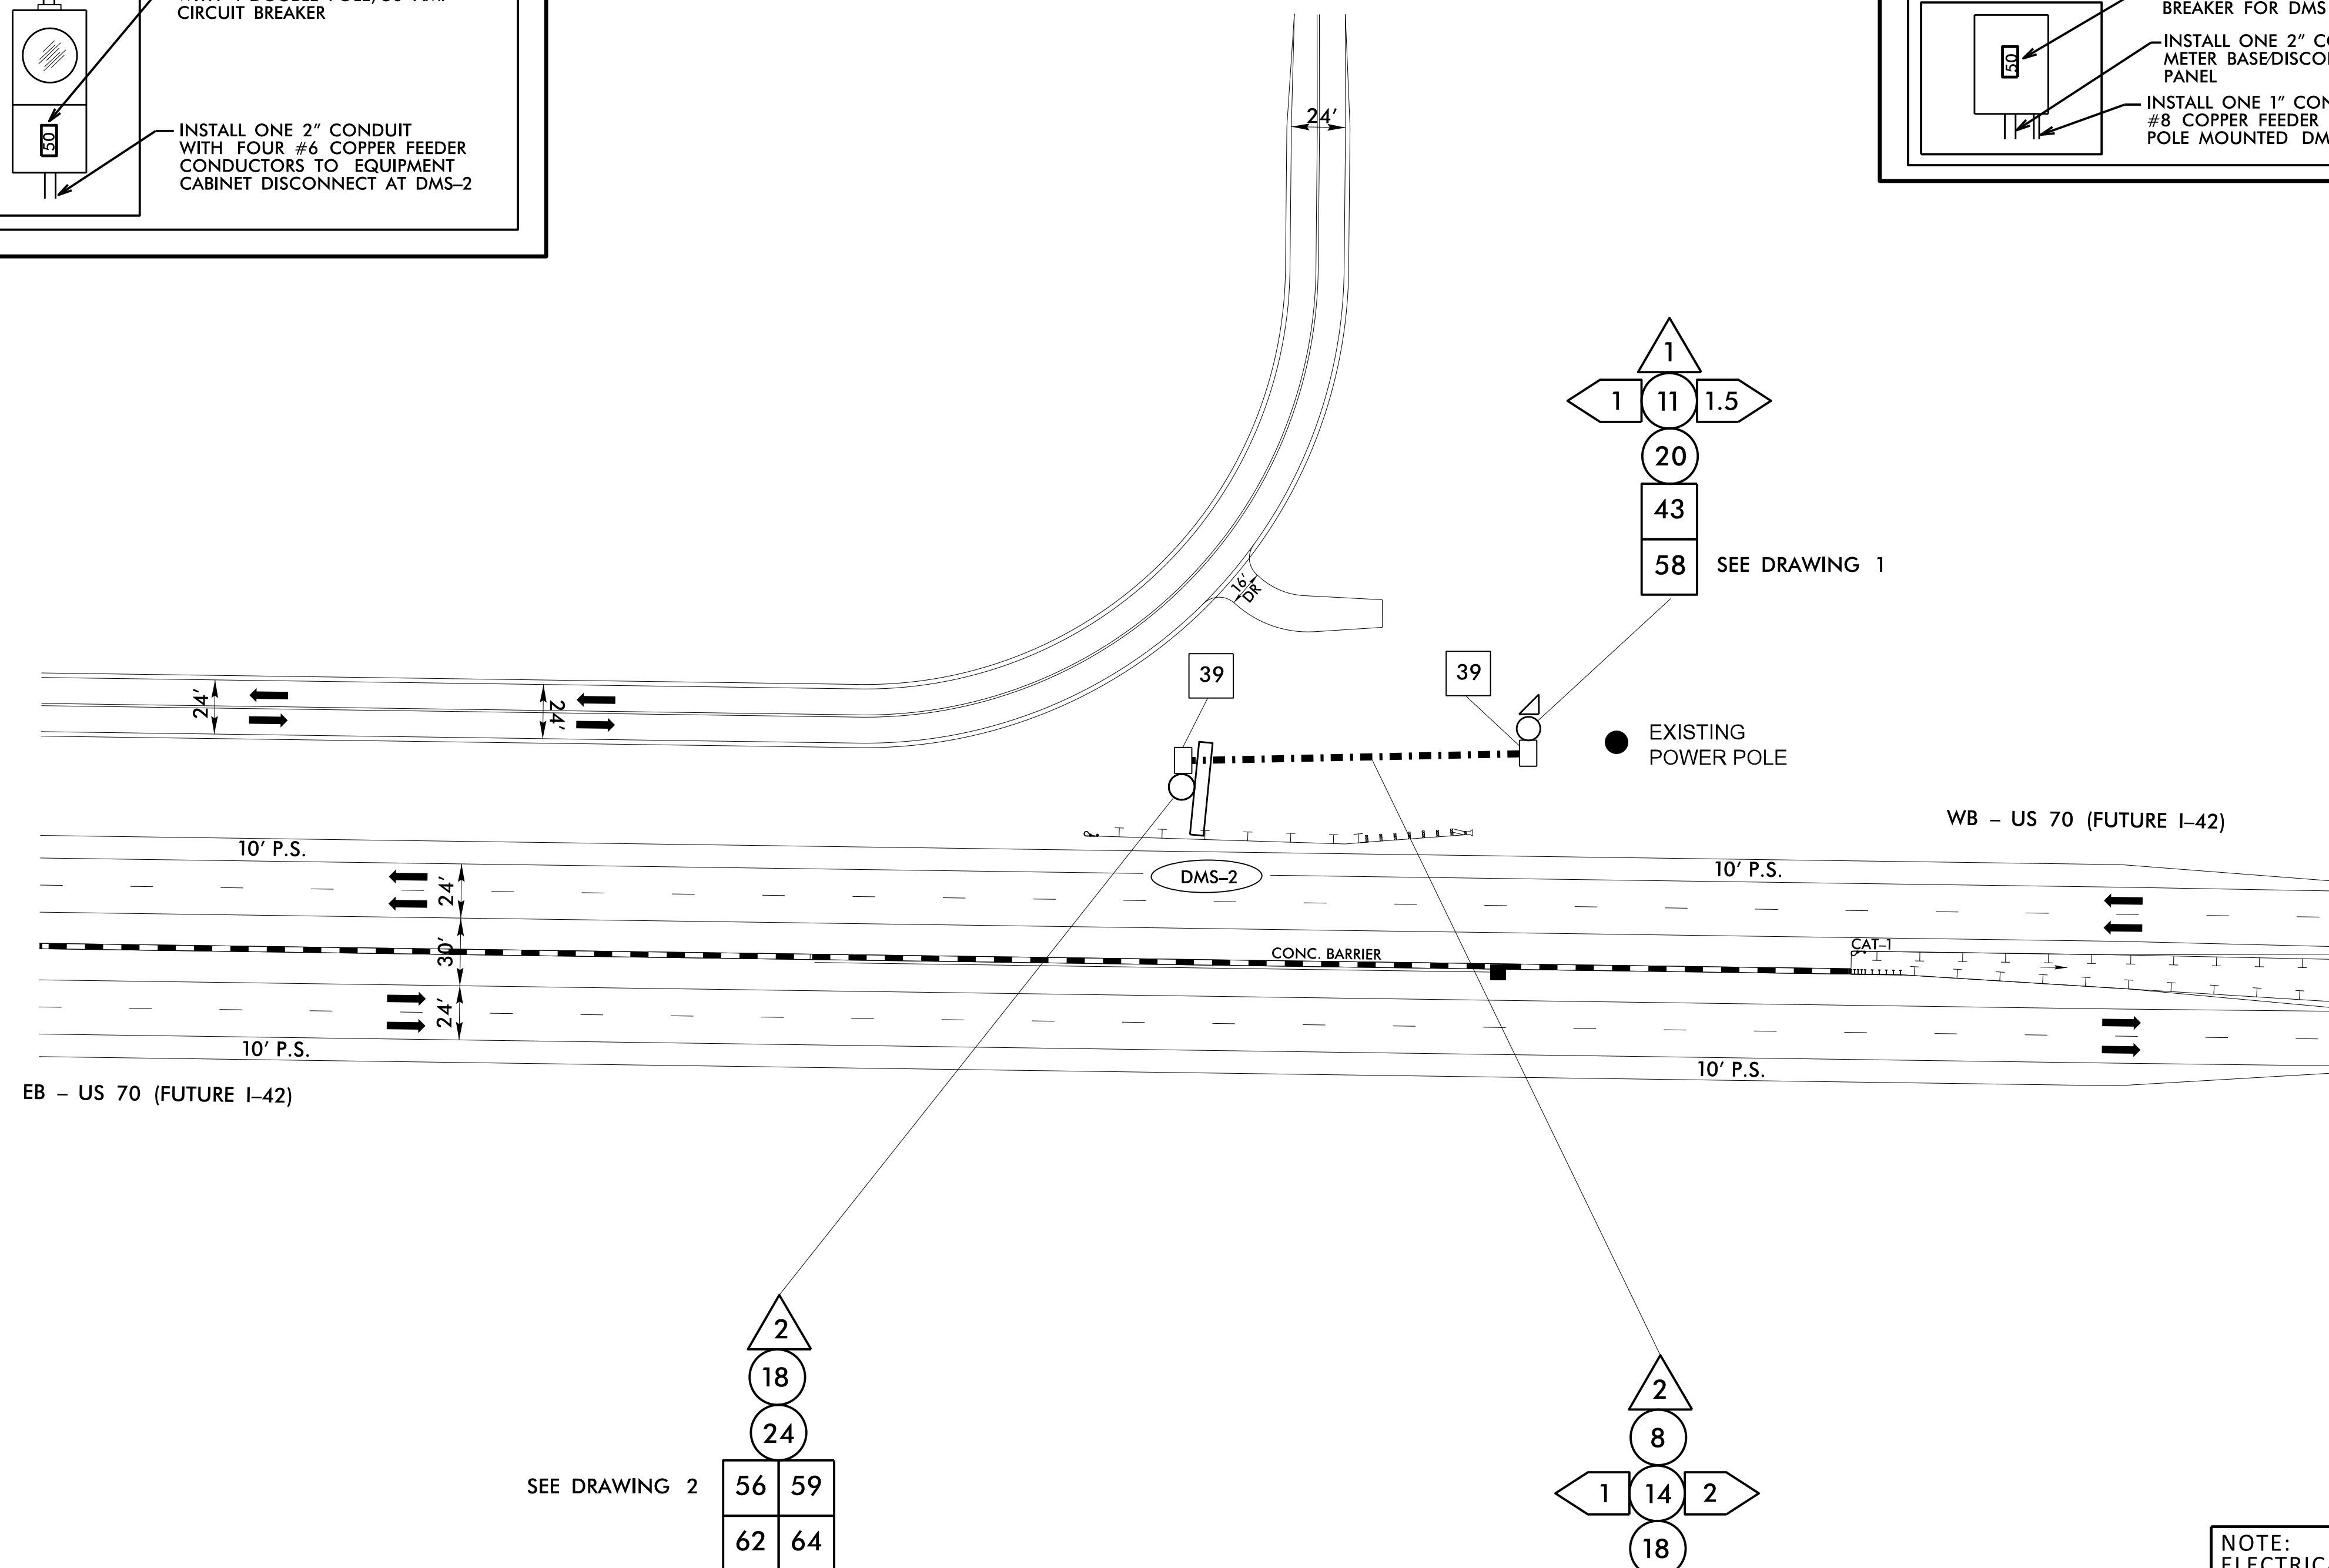 CIRCUIT BREAKER
50
INSTALL ONE 2" CONDUIT
WITH FOUR #6 COPPER FEEDER
CONDUCTORS TO EQUIPMENT
CABINET DISCONNECT AT DMS-2
BREAKER FOR DMS
50
INSTALL ONE 2"
METER BASE/
PANEL
INSTALL ONE 1"
#8 COPPER FEEDER
POLE MOUNTED
24'
1
1 11 1.5
20
43
58 SEE DRAWING 1
16'
DR
39
39
24'
24'
EXISTING
POWER POLE
WB - US 70 (FUTURE I-42)
10' P.S.
10' P.S.
24'
DMS-2
30'
CONC. BARRIER
CAT-1
24'
10' P.S.
10' P.S.
EB - US 70 (FUTURE I-42)
2
18
24
SEE DRAWING 2 56 59
62 64
2
8
1 14 2
18
NOTE: